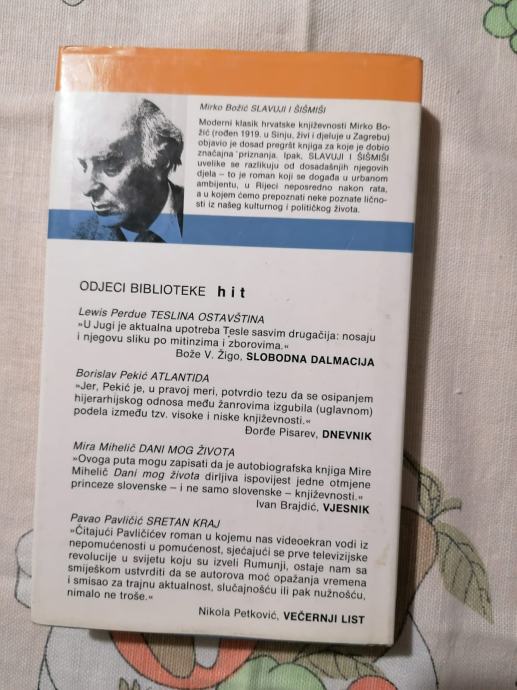 Mirko Božić SLAVUJI I ŠIŠMIŠI
Moderni klasik hrvatske književnosti Mirko Bo-
žić (rođen 1919. u Sinju, živi i djeluje u Zagrebu)
objavio je dosad pregršt knjiga za koje je dobio
značajna priznanja. Ipak, SLAVUJI I ŠIŠMIŠI
uvelike se razlikuju od dosadašnjih njegovih
djela – to je roman koji se događa u urbanom
ambijentu, u Rijeci neposredno nakon rata,
a u kojem ćemo prepoznati neke poznate ličnos-
ti iz našeg kulturnog i političkog života.
ODJECI BIBLIOTEKE hit
Lewis Perdue TESLINA OSTAVŠTINA
»U Jugi je aktualna upotreba Tesle sasvim drugačija: nosaju
i njegovu sliku po mitinzima i zborovima.«
Bože V. Žigo, SLOBODNA DALMACIJA
Borislav Pekić ATLANTIDA
»Jer, Pekić je, u pravoj meri, potvrdio tezu da se osipanjem
hijerarhijskog odnosa među žanrovima izgubila (uglavnom)
podela između tzv. visoke i niske književnosti.«
Đorđe Pisarev, DNEVNIK
Mira Mihelič DANI MOG ŽIVOTA
»Ovoga puta mogu zapisati da je autobiografska knjiga Mire
Mihelič Dani mog života dirljiva ispovijest jedne otmjene
princeze slovenske – i ne samo slovenske – književnosti.«
Ivan Brajdić, VJESNIK
Pavao Pavličić SRETAN KRAJ
»Čitajući Pavličićev roman u kojemu nas videoekran vodi iz
nepomućenosti u pomućenost, sjećajući se prve televizijske
revolucije u svijetu koju su izveli Rumunji, ostaje nam sa
smiješkom ustvrditi da se autorova moć opažanja vremena
i smisao za trajnu aktualnost, slučajnošću ili pak nužnošću,
nimalo ne troše.«
Nikola Petković, VEČERNJI LIST